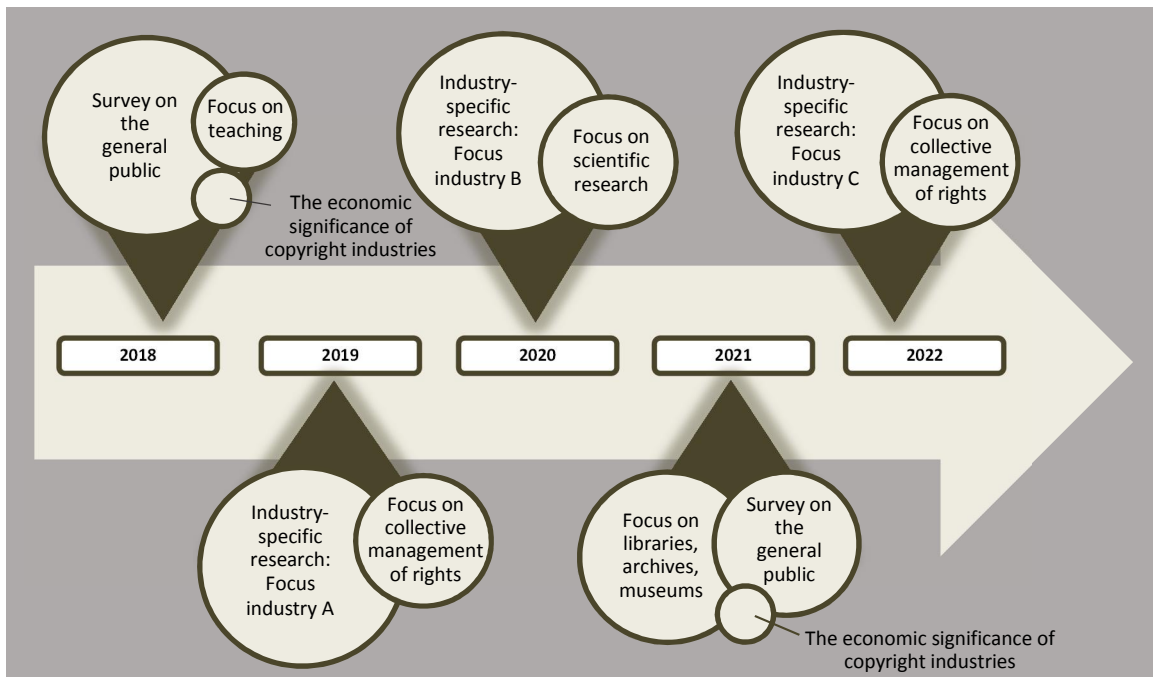 Survey on
the
general
public
Focus on
teaching
The economic
significance of
copyright industries
Industry-
specific
research:
Focus
industry B
Focus on
scientific
research
Industry-
specific
research:
Focus
industry C
Focus on
collective
management
of rights
2018
2019
2020
2021
2022
Industry-
specific
research:
Focus
industry A
Focus on
collective
management
of rights
Focus on
libraries,
archives,
museums
Survey on
the
general
public
The economic significance of
copyright industries